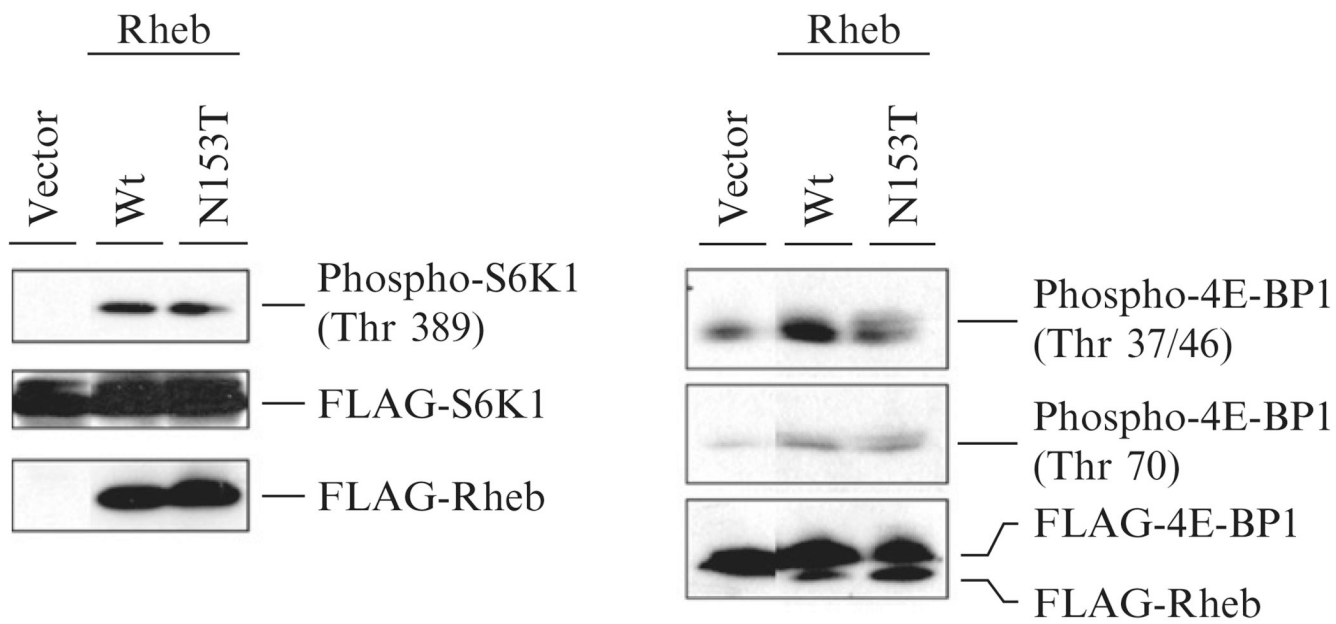 Rheb
Vector
Wt
N153T
Phospho-S6K1
(Thr 389)
FLAG-S6K1
FLAG-Rheb
Rheb
Vector
Wt
N153T
Phospho-4E-BP1
(Thr 37/46)
Phospho-4E-BP1
(Thr 70)
FLAG-4E-BP1
FLAG-Rheb